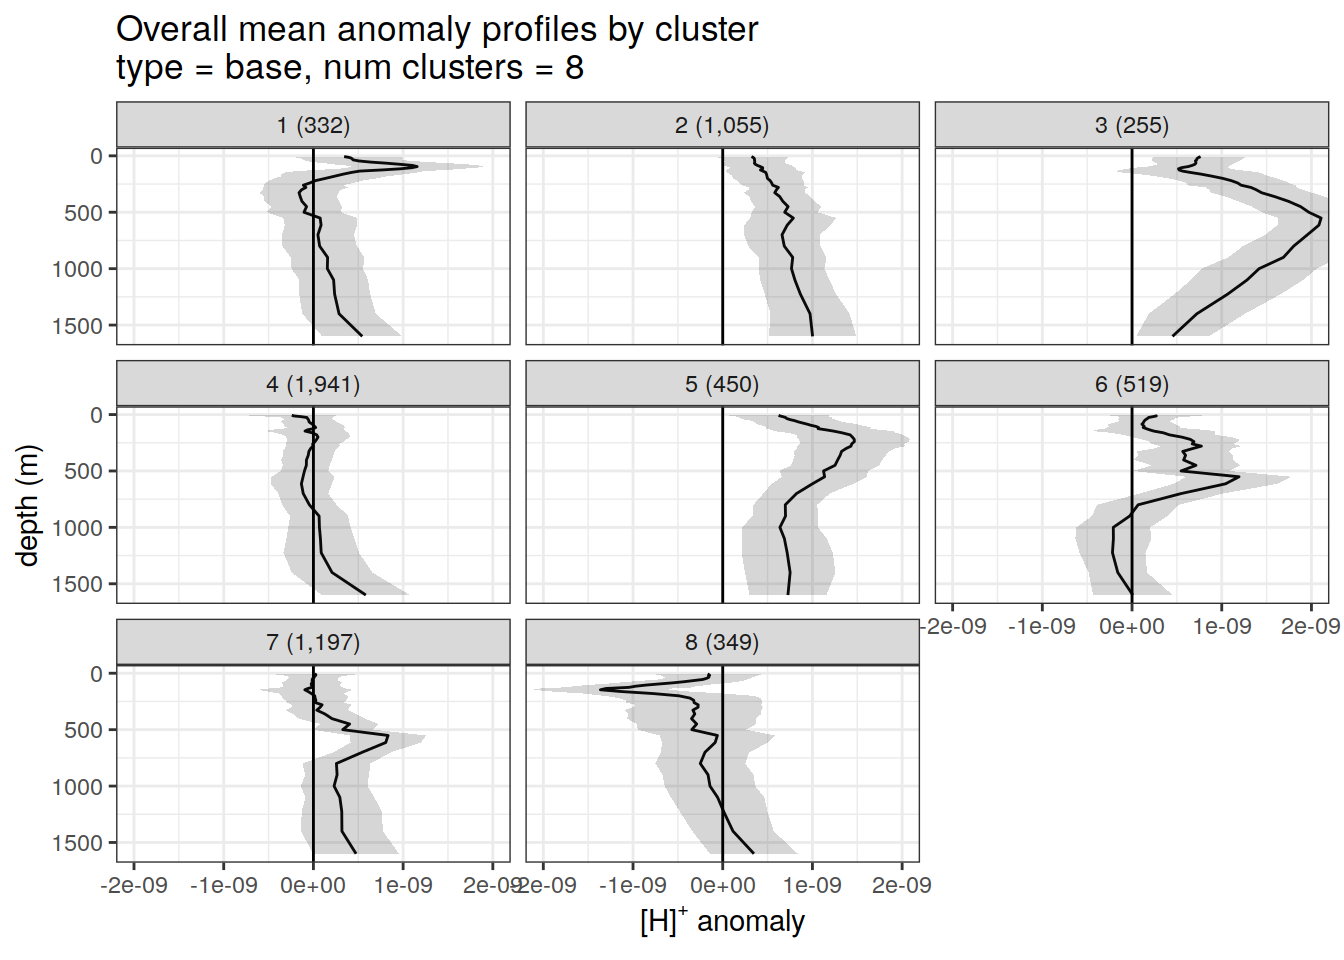 Overall mean anomaly profiles by cluster
type = base, num clusters = 8
1 (332)
2 (1,055)
3 (255)
0
500
1000
1500
4 (1,941)
5 (450)
6 (519)
0
500
1000
1500
-2e-09 -1e-09 0e+00 1e-09 2e-09
7 (1,197)
8 (349)
0
500
1000
1500
-2e-09 -1e-09 0e+00 1e-09 2e-09
-2e-09 -1e-09 0e+00 1e-09 2e-09
depth (m)
[H]⁺ anomaly